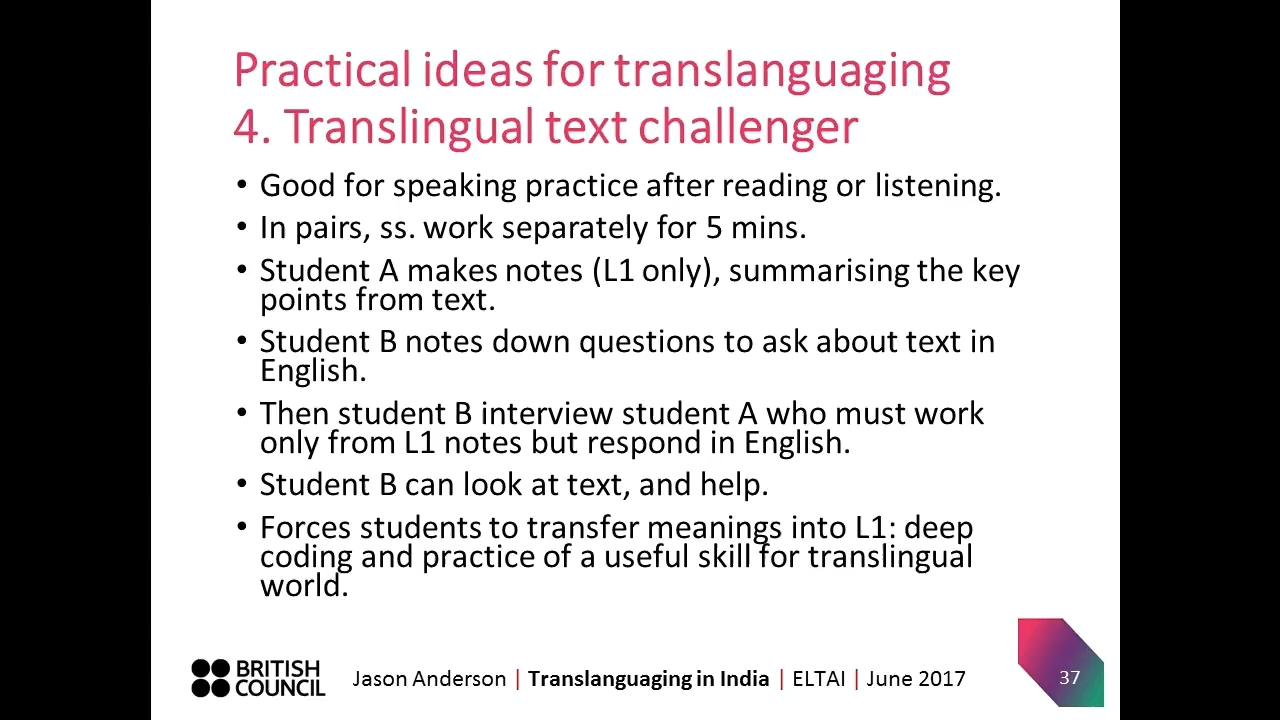 Practical ideas for translanguaging
4. Translingual text challenger
• Good for speaking practice after reading or listening.
• In pairs, ss. work separately for 5 mins.
• Student A makes notes (L1 only), summarising the key
points from text.
• Student B notes down questions to ask about text in
English.
• Then student B interview student A who must work
only from L1 notes but respond in English.
• Student B can look at text, and help.
• Forces students to transfer meanings into L1: deep
coding and practice of a useful skill for translingual
world.
BRITISH
COUNCIL
Jason Anderson | Translanguaging in India | ELTAI | June 2017
37